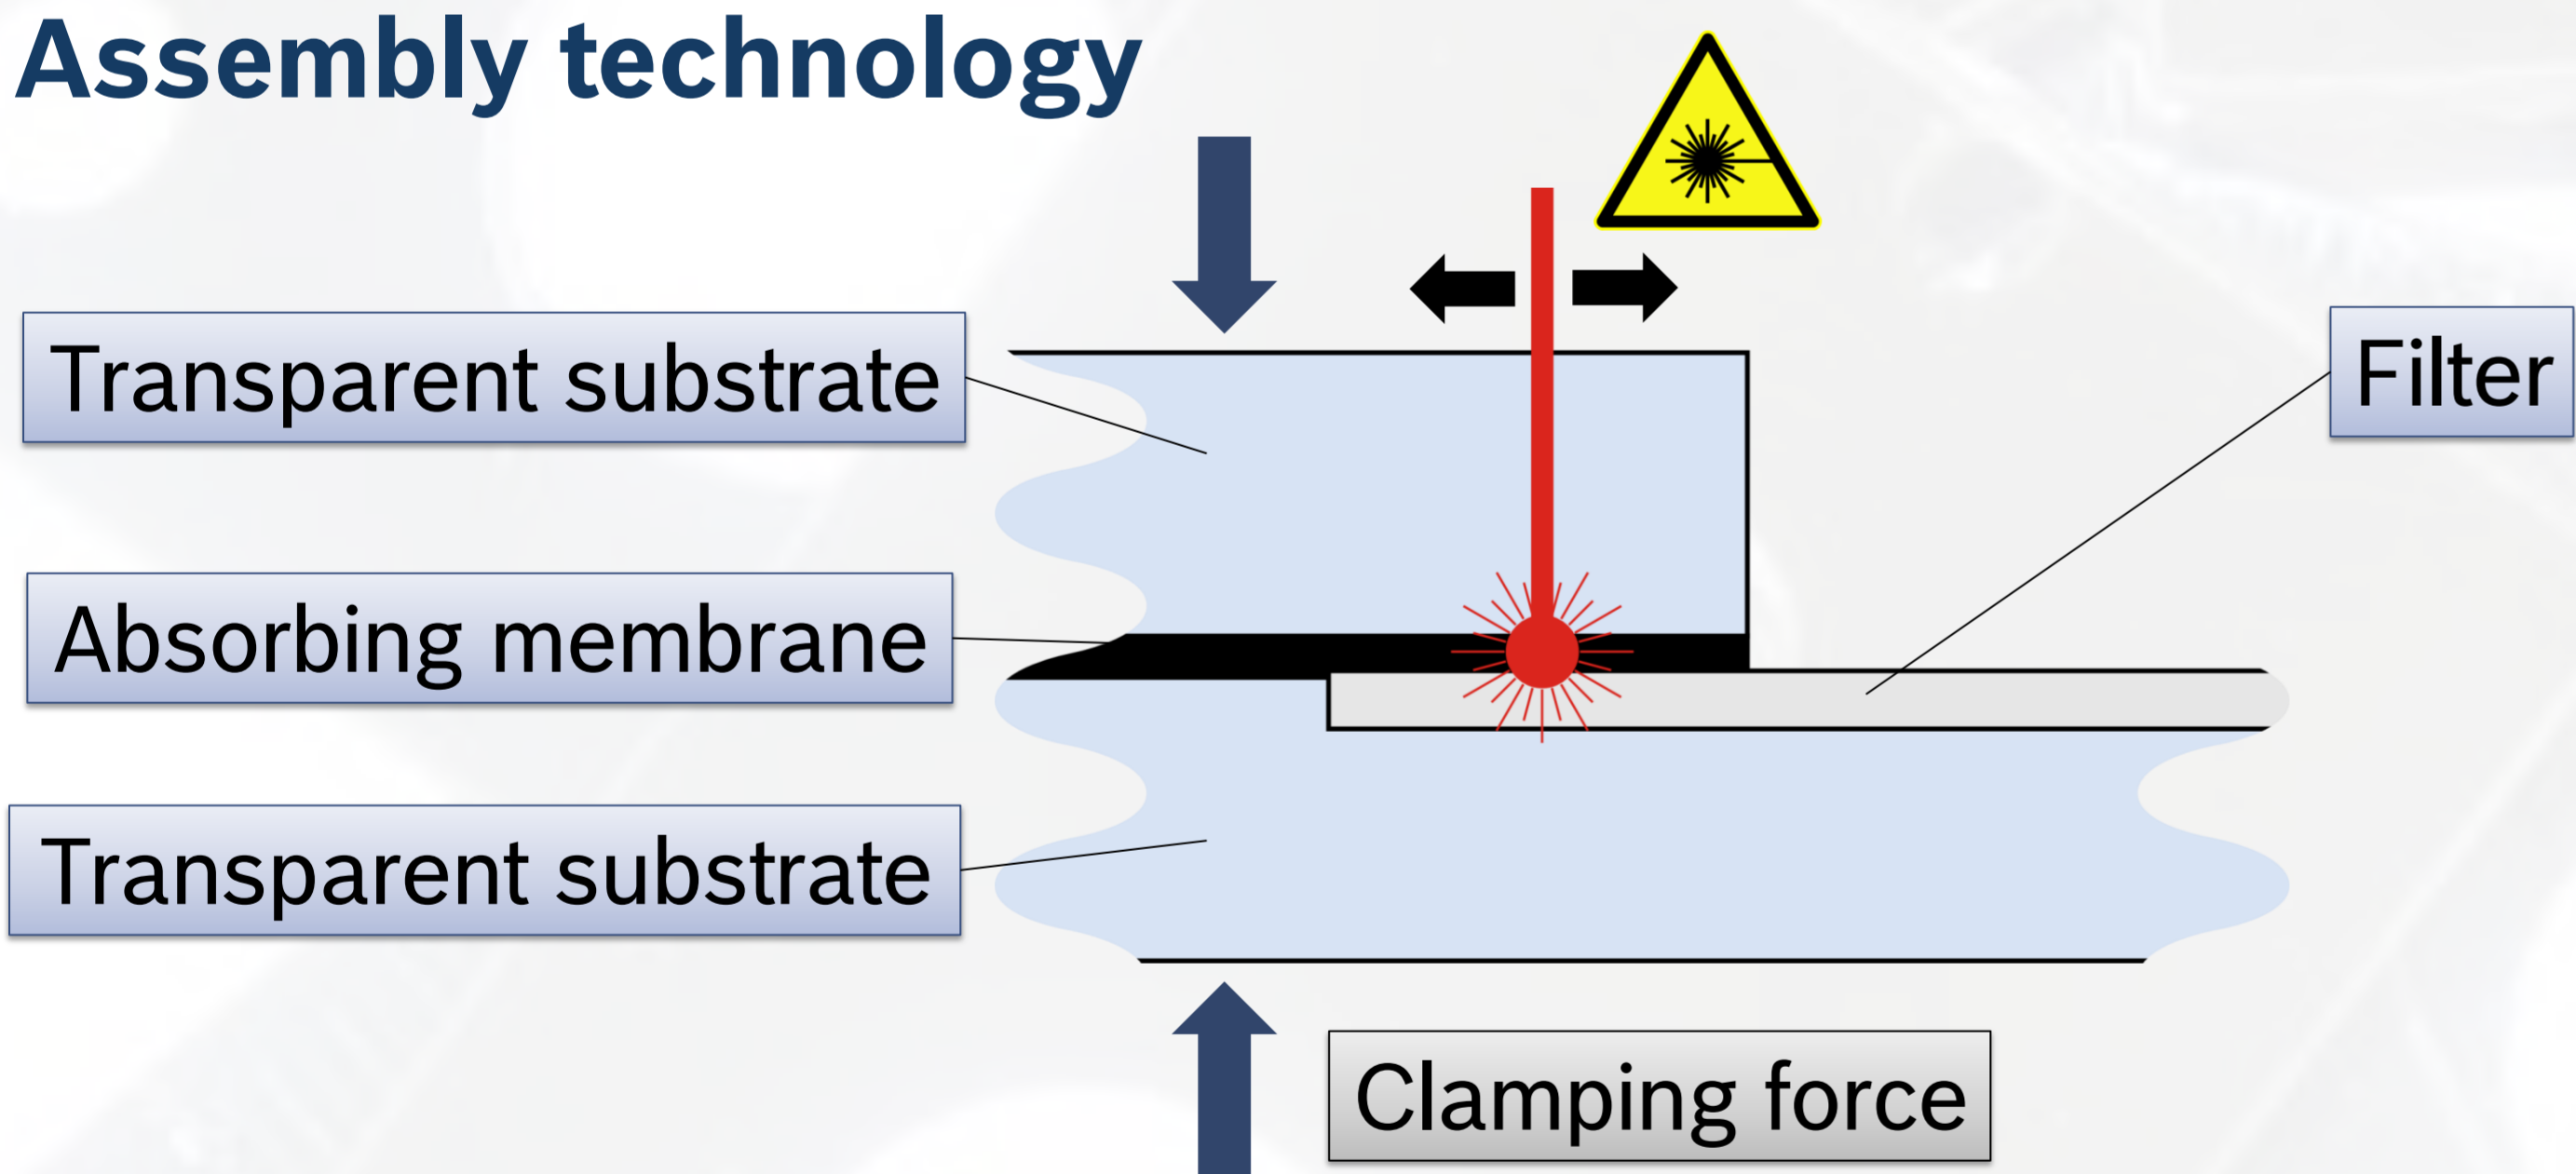 Assembly technology
Transparent substrate
Filter
Absorbing membrane
Transparent substrate
Clamping force